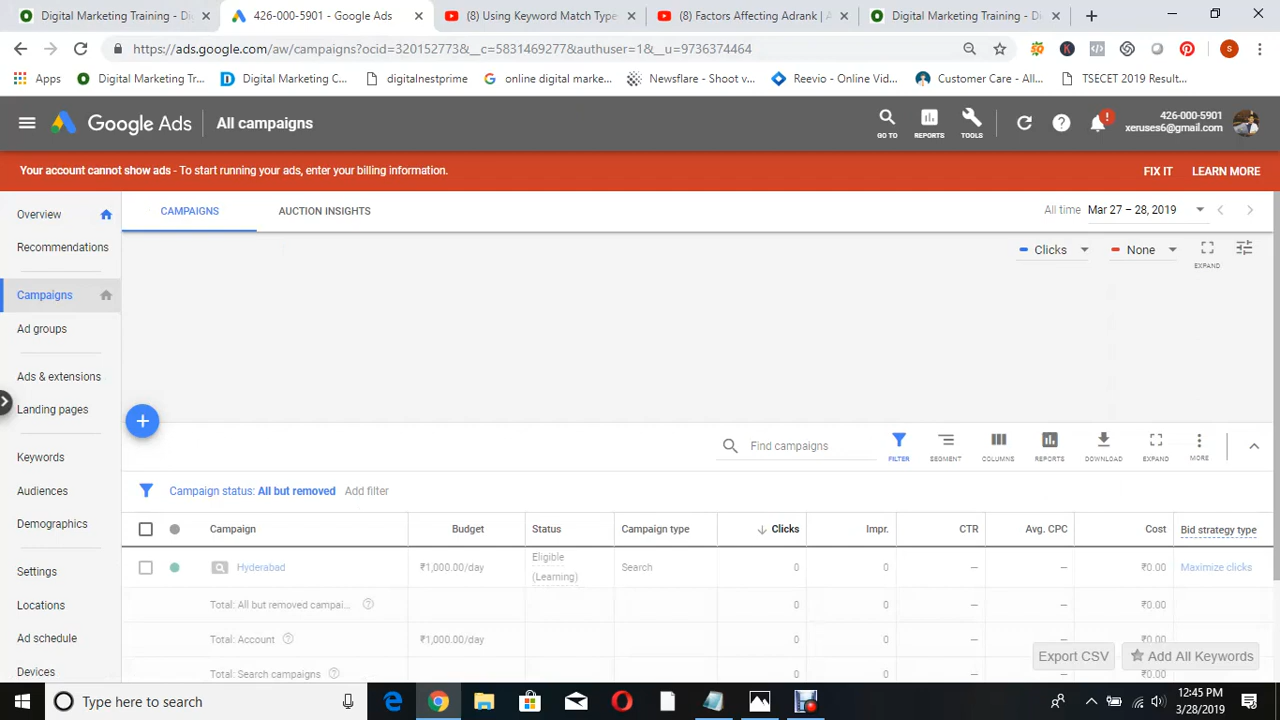 Digital Marketing Training - Di
426-000-5901 - Google Ads
(8) Using Keyword Match Type
(8) Factors Affecting Adrank | A
Digital Marketing Training - Di
https://ads.google.com/aw/campaigns?ocid=320152773&__c=5831469277&authuser=1&__u=9736374464
Apps
Digital Marketing Tr...
Digital Marketing C...
digitalnestprime
online digital marke...
Newsflare - Shoot v...
Reevio - Online Vid...
Customer Care - Al...
TSECET 2019 Result...
Google Ads
All campaigns
GO TO
REPORTS
TOOLS
426-000-5901
xeruses6@gmail.com
Your account cannot show ads - To start running your ads, enter your billing information.
FIX IT
LEARN MORE
Overview
Recommendations
Campaigns
Ad groups
Ads & extensions
Landing pages
Keywords
Audiences
Demographics
Settings
Locations
Ad schedule
Devices
CAMPAIGNS
AUCTION INSIGHTS
All time
Mar 27 – 28, 2019
Clicks
None
EXPAND
Find campaigns
FILTER
SEGMENT
COLUMNS
REPORTS
DOWNLOAD
EXPAND
MORE
Campaign status: All but removed
Add filter
Campaign Budget Status Campaign type Clicks Impr. CTR Avg. CPC Cost Bid strategy type
Hyderabad ₹1,000.00/day Eligible (Learning) Search 0 0 — — ₹0.00 Maximize clicks
Total: All but removed campai... 0 0 — — ₹0.00
Total: Account ₹1,000.00/day 0 0 — — ₹0.00
Total: Search campaigns 0 0 — — ₹0.00
Export CSV
Add All Keywords
Type here to search
12:45 PM
3/28/2019